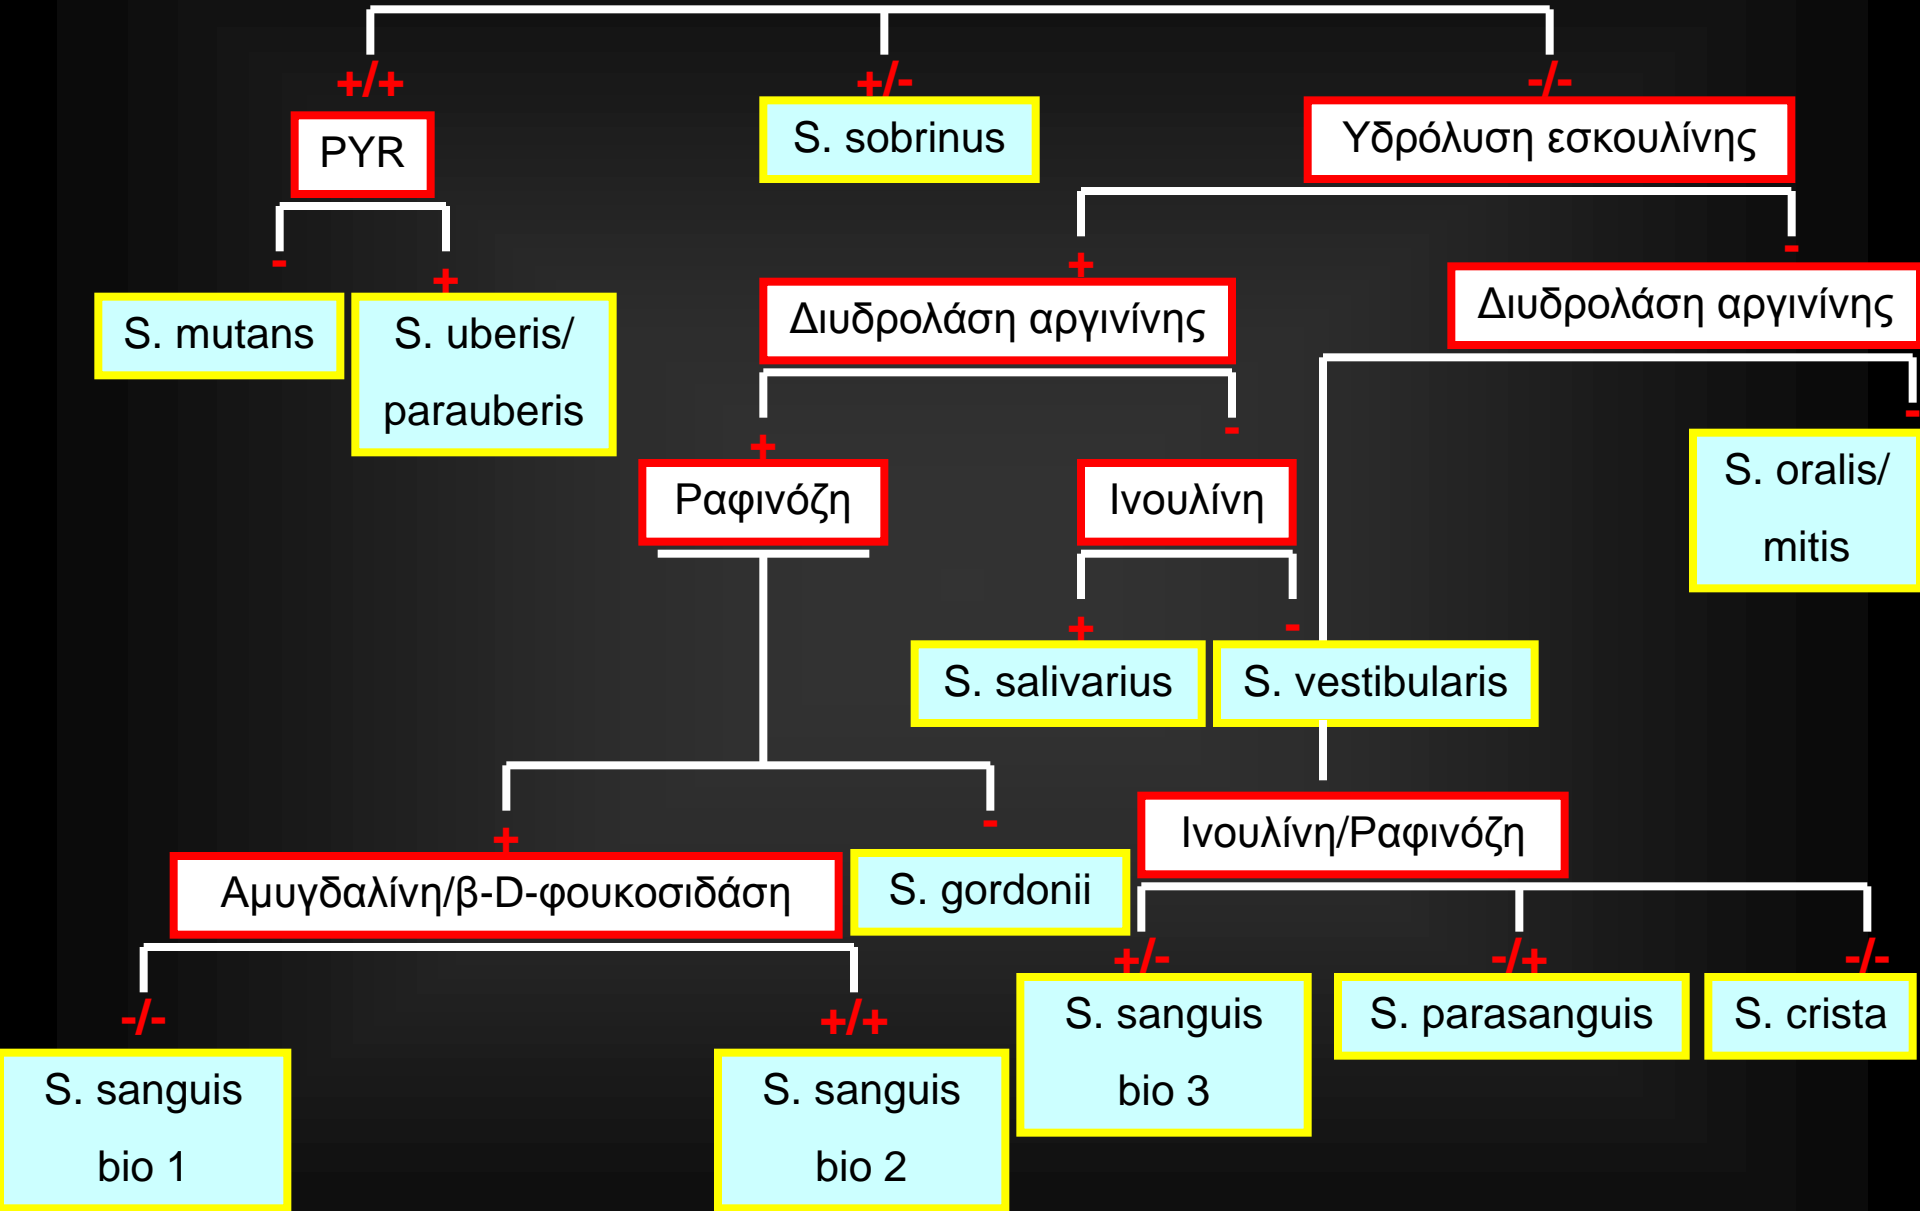 +/+
+/-
-/-
PYR
S. sobrinus
Υδρόλυση εσκουλίνης
-
+
+
-
S. mutans
S. uberis/
parauberis
Διυδρολάση αργινίνης
Διυδρολάση αργινίνης
+
-
-
Ραφινόζη
Ινουλίνη
S. oralis/
mitis
+
-
S. salivarius
S. vestibularis
+
-
Ινουλίνη/Ραφινόζη
Αμυγδαλίνη/β-D-φουκοσιδάση
S. gordonii
+/-
-/+
-/-
S. sanguis
bio 3
S. parasanguis
S. crista
-/-
+/+
S. sanguis
bio 1
S. sanguis
bio 2